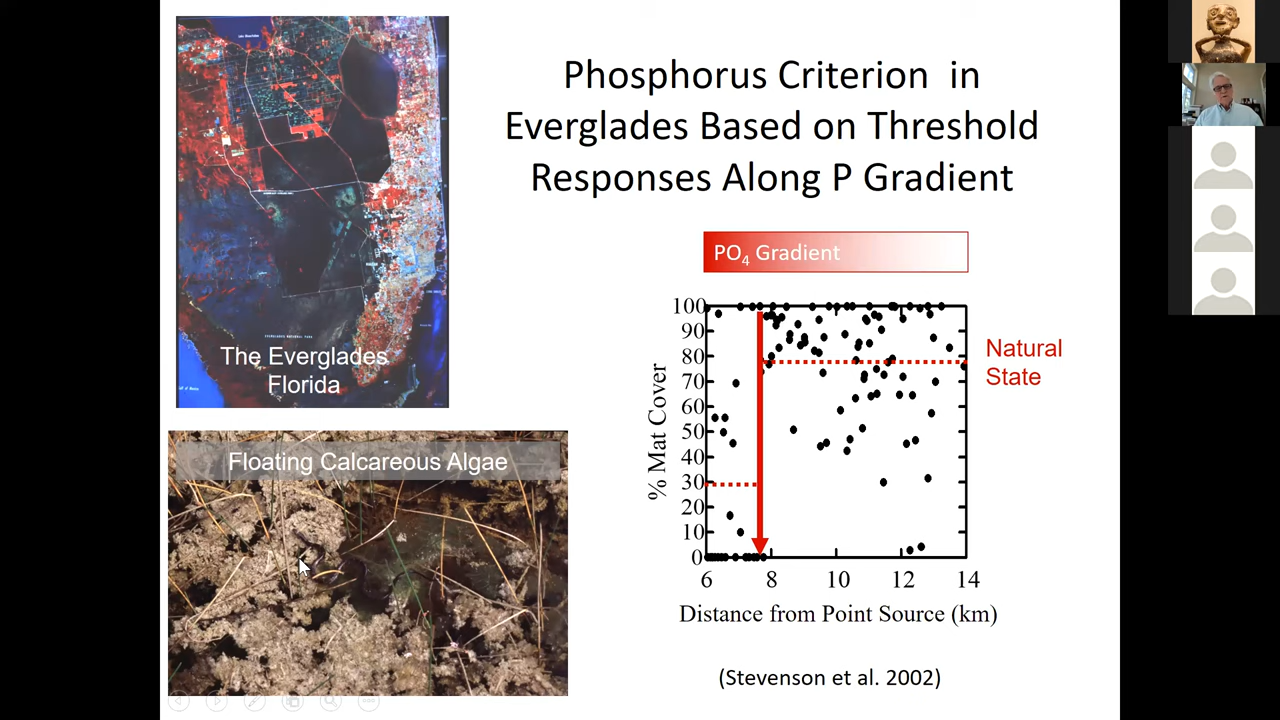 Phosphorus Criterion in
Everglades Based on Threshold
Responses Along P Gradient
The Everglades
Florida
Floating Calcareous Algae
PO4 Gradient
100
90
80
70
60
50
40
30
20
10
0
% Mat Cover
6 8 10 12 14
Distance from Point Source (km)
Natural
State
(Stevenson et al. 2002)